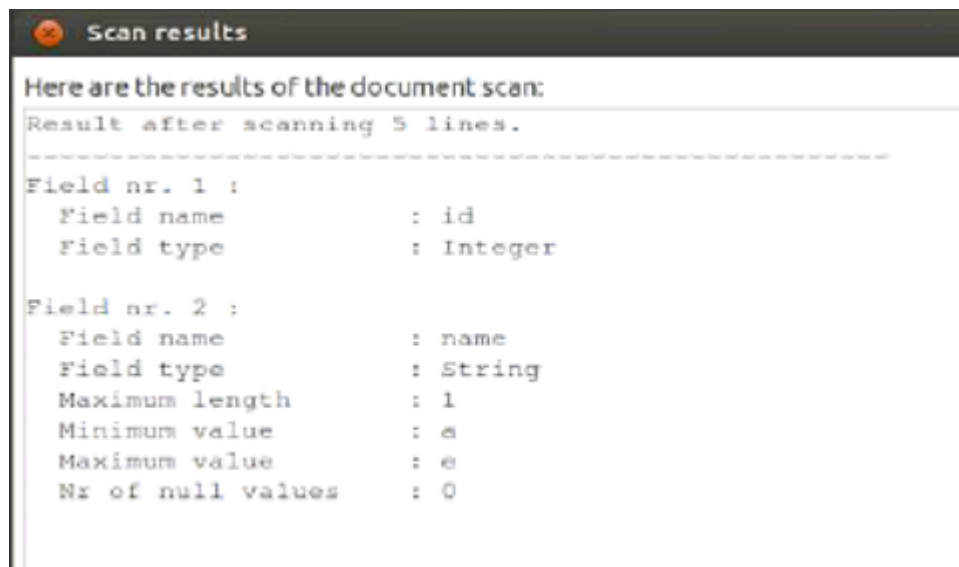 Scan results
Here are the results of the document scan:
Result after scanning 5 lines.
----------------------------------------------------
Field nr. 1 :
Field name : id
Field type : Integer
Field nr. 2 :
Field name : name
Field type : String
Maximum length : 1
Minimum value : a
Maximum value : e
Nr of null values : 0